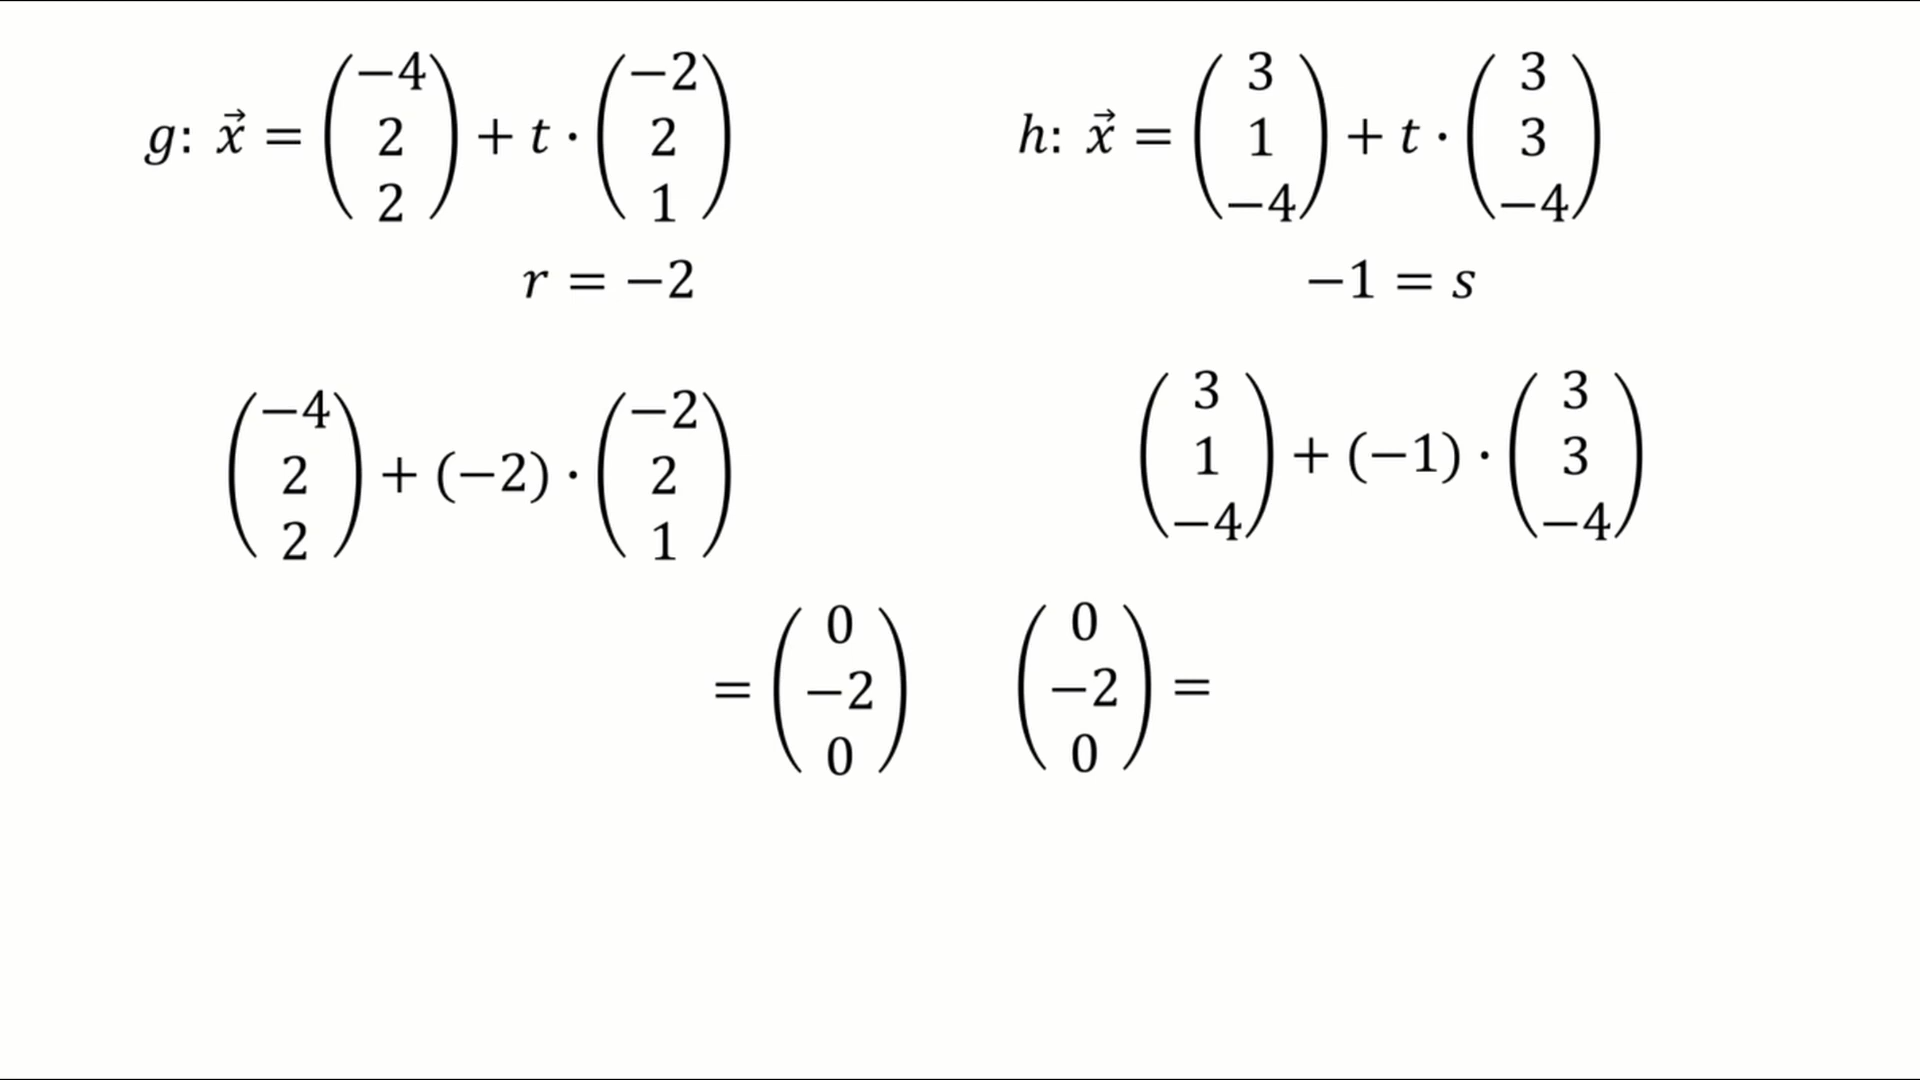 g: x⃗ = (−4 2 2) + t · (−2 2 1)
h: x⃗ = (3 1 −4) + t · (3 3 −4)
r = −2
−1 = s
(−4 2 2) + (−2) · (−2 2 1)
(3 1 −4) + (−1) · (3 3 −4)
= (0 −2 0)
(0 −2 0) =